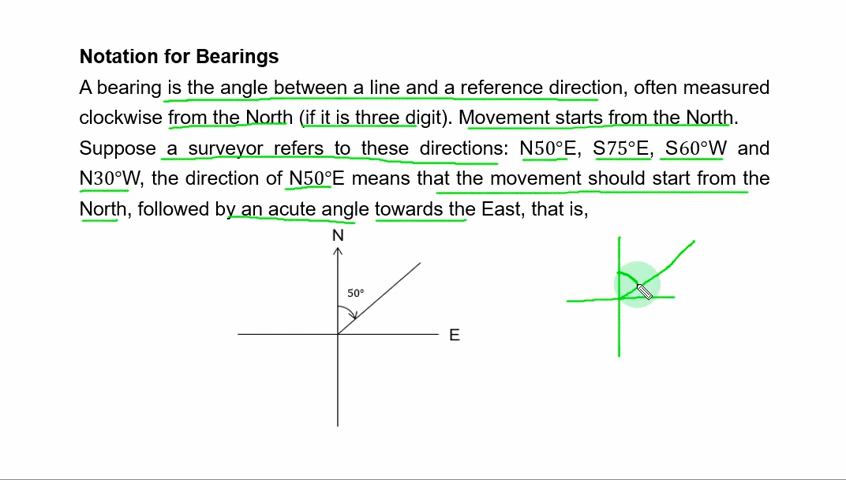 Notation for Bearings
A bearing is the angle between a line and a reference direction, often measured
clockwise from the North (if it is three digit). Movement starts from the North.
Suppose a surveyor refers to these directions: N50°E, S75°E, S60°W and
N30°W, the direction of N50°E means that the movement should start from the
North, followed by an acute angle towards the East, that is,
N
50°
E